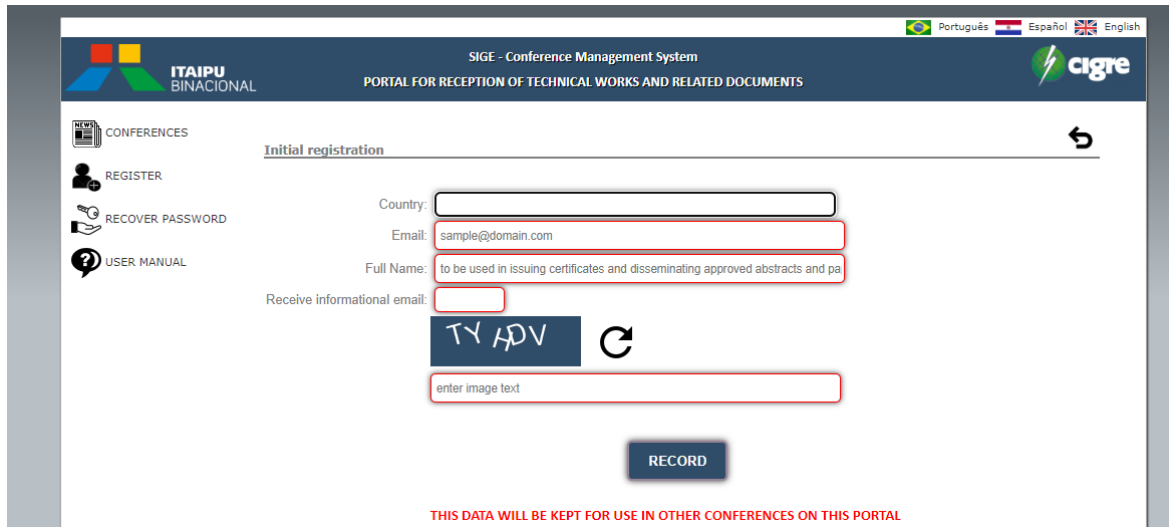 Português Español English
ITAIPU
BINACIONAL
SIGE - Conference Management System
PORTAL FOR RECEPTION OF TECHNICAL WORKS AND RELATED DOCUMENTS
cigre
NEWS
CONFERENCES
REGISTER
RECOVER PASSWORD
USER MANUAL
Initial registration
Country:
Email: sample@domain.com
Full Name: to be used in issuing certificates and disseminating approved abstracts and pa
Receive informational email:
TY ADV
enter image text
RECORD
THIS DATA WILL BE KEPT FOR USE IN OTHER CONFERENCES ON THIS PORTAL